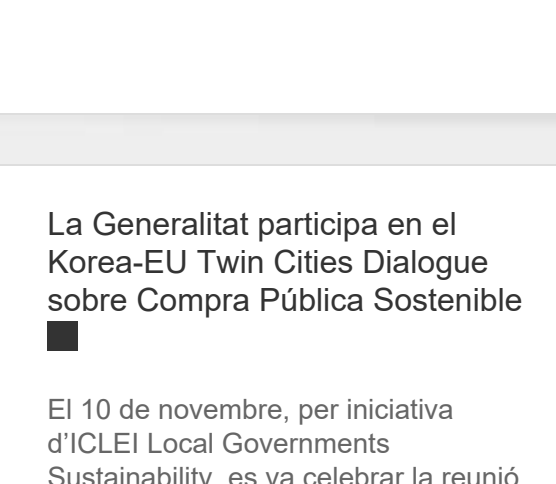 La Generalitat participa en el
Korea-EU Twin Cities Dialogue
sobre Compra Pública Sostenible
El 10 de novembre, per iniciativa
d’ICLEI Local Governments
Sustainability, es va celebrar la reunió